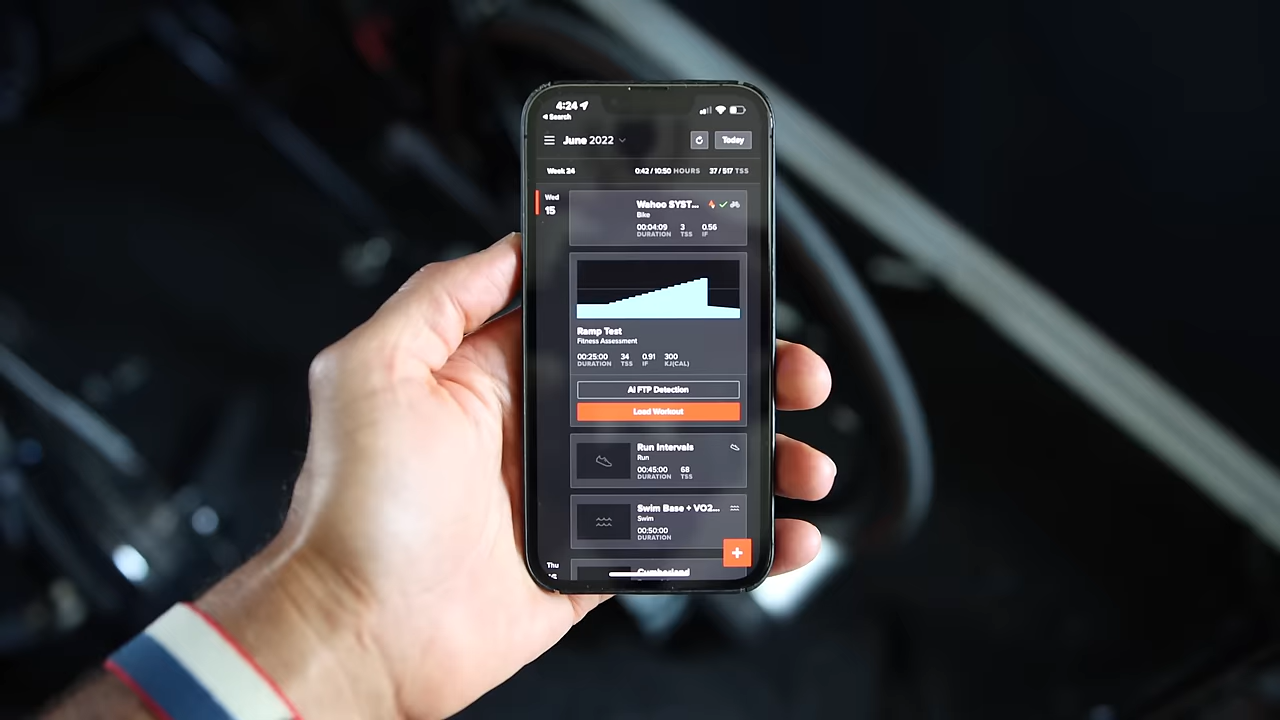 4:24
Search
June 2022
Today
Week 24
0:42 / 10:50 HOURS 37 / 517 TSS
Wed
15
Wahoo SYST...
Bike
00:04:09 3 0.56
DURATION TSS IF
Ramp Test
Fitness Assessment
00:25:00 34 0.91 300
DURATION TSS IF KJ(CAL)
AI FTP Detection
Load Workout
Run Intervals
Run
00:45:00 68
DURATION TSS
Swim Base + VO2...
Swim
00:50:00
DURATION
Thu
Cumberland